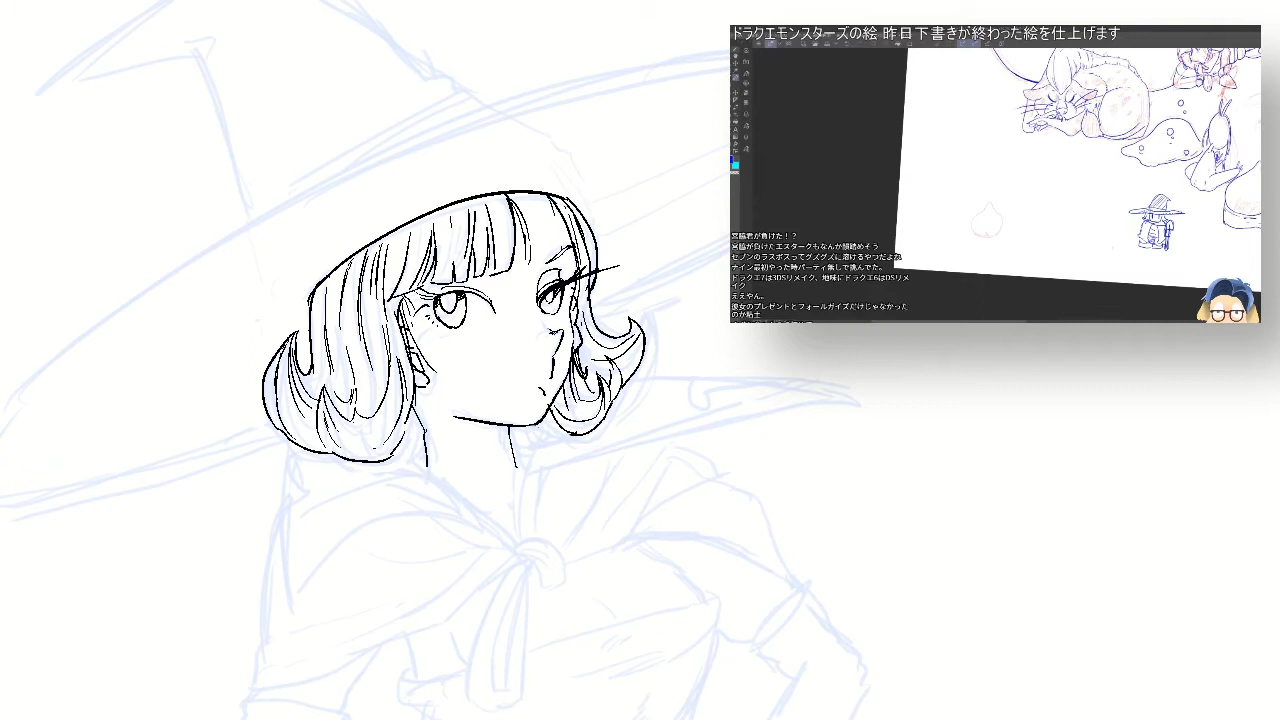 ドラクエモンスターズの絵 昨日下書きが終わった絵を仕上げます
宮脇君が負けた！？
宮脇が負けたエスタークもなんか顔踏めそう
セブンのラスボスってグズグズに溶けるやつだよね
ナイン最初やった時パーティ無しで挑んでた。
ドラクエ7は3DSリメイク、地味にドラクエ6はDSリメ
イク
ええやん。
彼女のプレゼントとフォールガイズだけじゃなかった
のか粘土